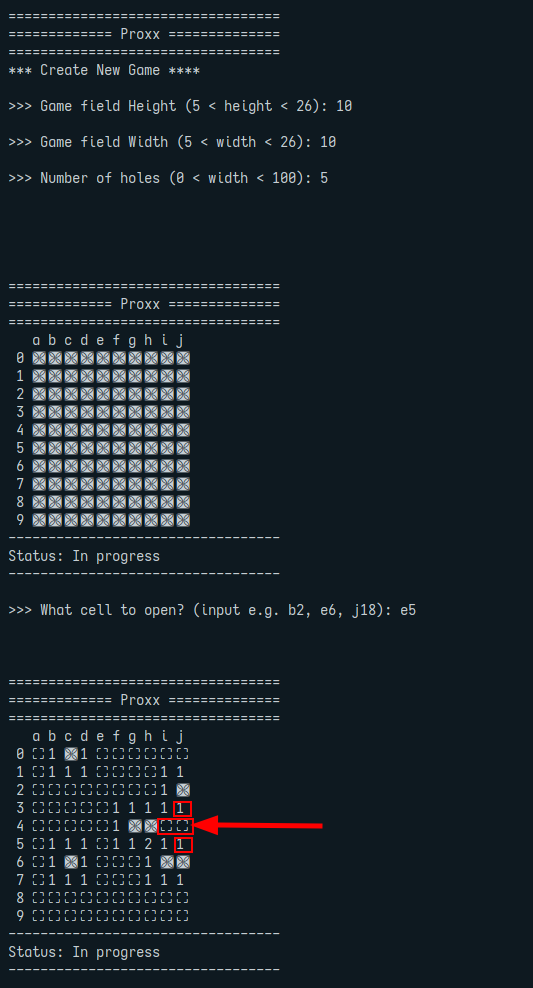 ==================================
============= Proxx ==============
==================================
*** Create New Game ****
>>> Game field Height (5 < height < 26): 10
>>> Game field Width (5 < width < 26): 10
>>> Number of holes (0 < width < 100): 5
==================================
============= Proxx ==============
==================================
a b c d e f g h i j
0
1
2
3
4
5
6
7
8
9
----------------------------------
Status: In progress
----------------------------------
>>> What cell to open? (input e.g. b2, e6, j18): e5
==================================
============= Proxx ==============
==================================
a b c d e f g h i j
0 1 1
1 1 1 1 1 1
2 1
3 1 1 1 1 1
4 1
5 1 1 1 1 1 2 1 1
6 1 1 1
7 1 1 1 1 1 1
8
9
----------------------------------
Status: In progress
----------------------------------